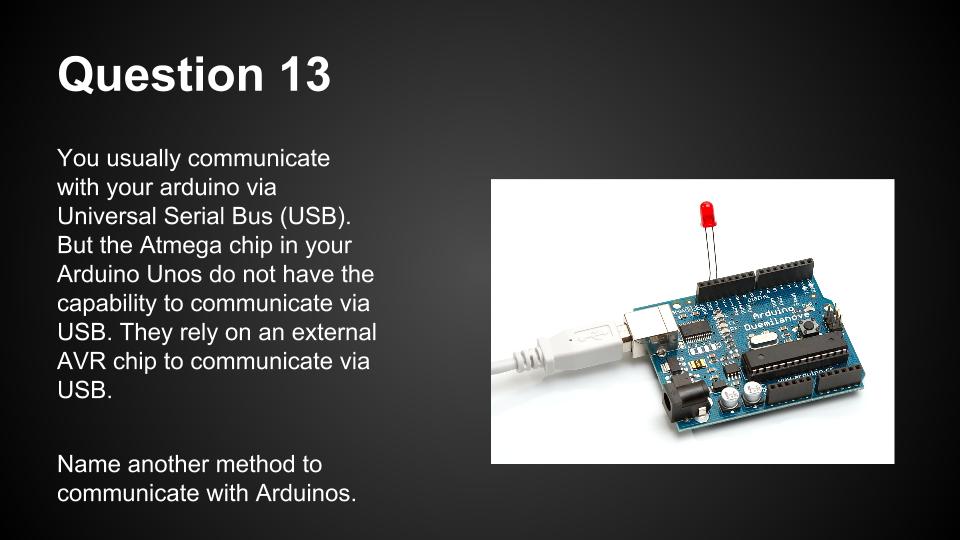 Question 13
You usually communicate
with your arduino via
Universal Serial Bus (USB).
But the Atmega chip in your
Arduino Unos do not have the
capability to communicate via
USB. They rely on an external
AVR chip to communicate via
USB.
Name another method to
communicate with Arduinos.
Arduino
Duemilanove